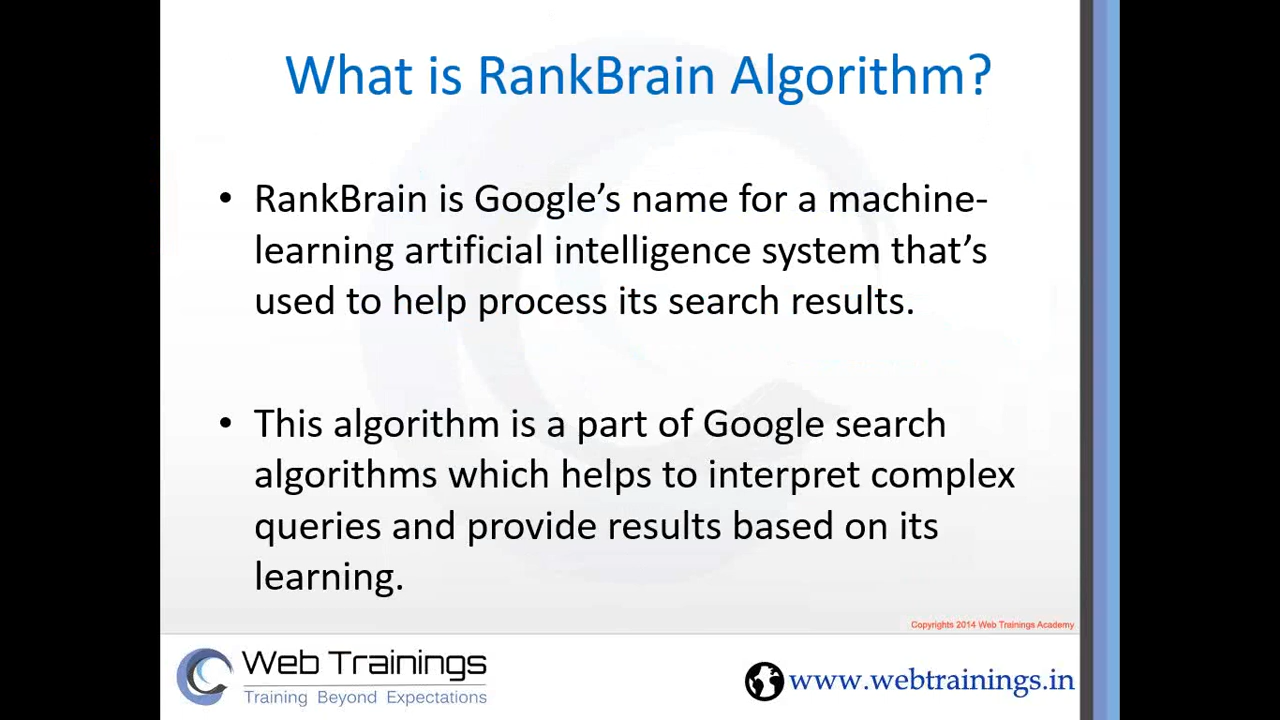 What is RankBrain Algorithm?
• RankBrain is Google’s name for a machine-
learning artificial intelligence system that’s
used to help process its search results.
• This algorithm is a part of Google search
algorithms which helps to interpret complex
queries and provide results based on its
learning.
Copyrights 2014 Web Trainings Academy
Web Trainings
Training Beyond Expectations
www.webtrainings.in